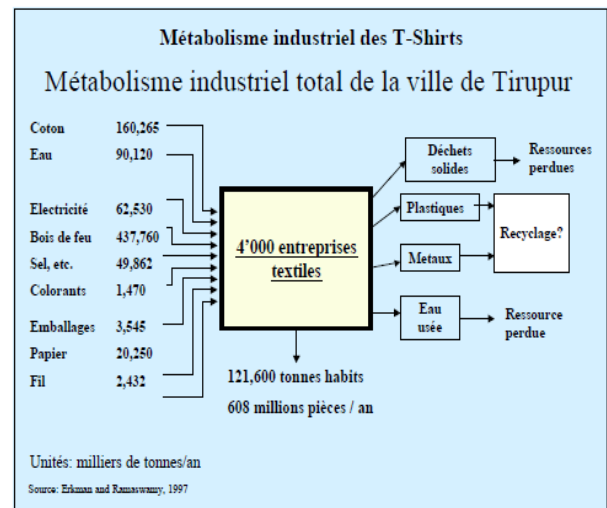 Métabolisme industriel des T-Shirts
Métabolisme industriel total de la ville de Tirupur
Coton 160,265
Eau 90,120
Electricité 62,530
Bois de feu 437,760
Sel, etc. 49,862
Colorants 1,470
Emballages 3,545
Papier 20,250
Fil 2,432
4'000 entreprises
textiles
Déchets
solides
Ressources
perdues
Plastiques
Recyclage?
Metaux
Eau
usée
Ressource
perdue
121,600 tonnes habits
608 millions pièces / an
Unités: milliers de tonnes/an
Source: Erkman and Ramaswamy, 1997